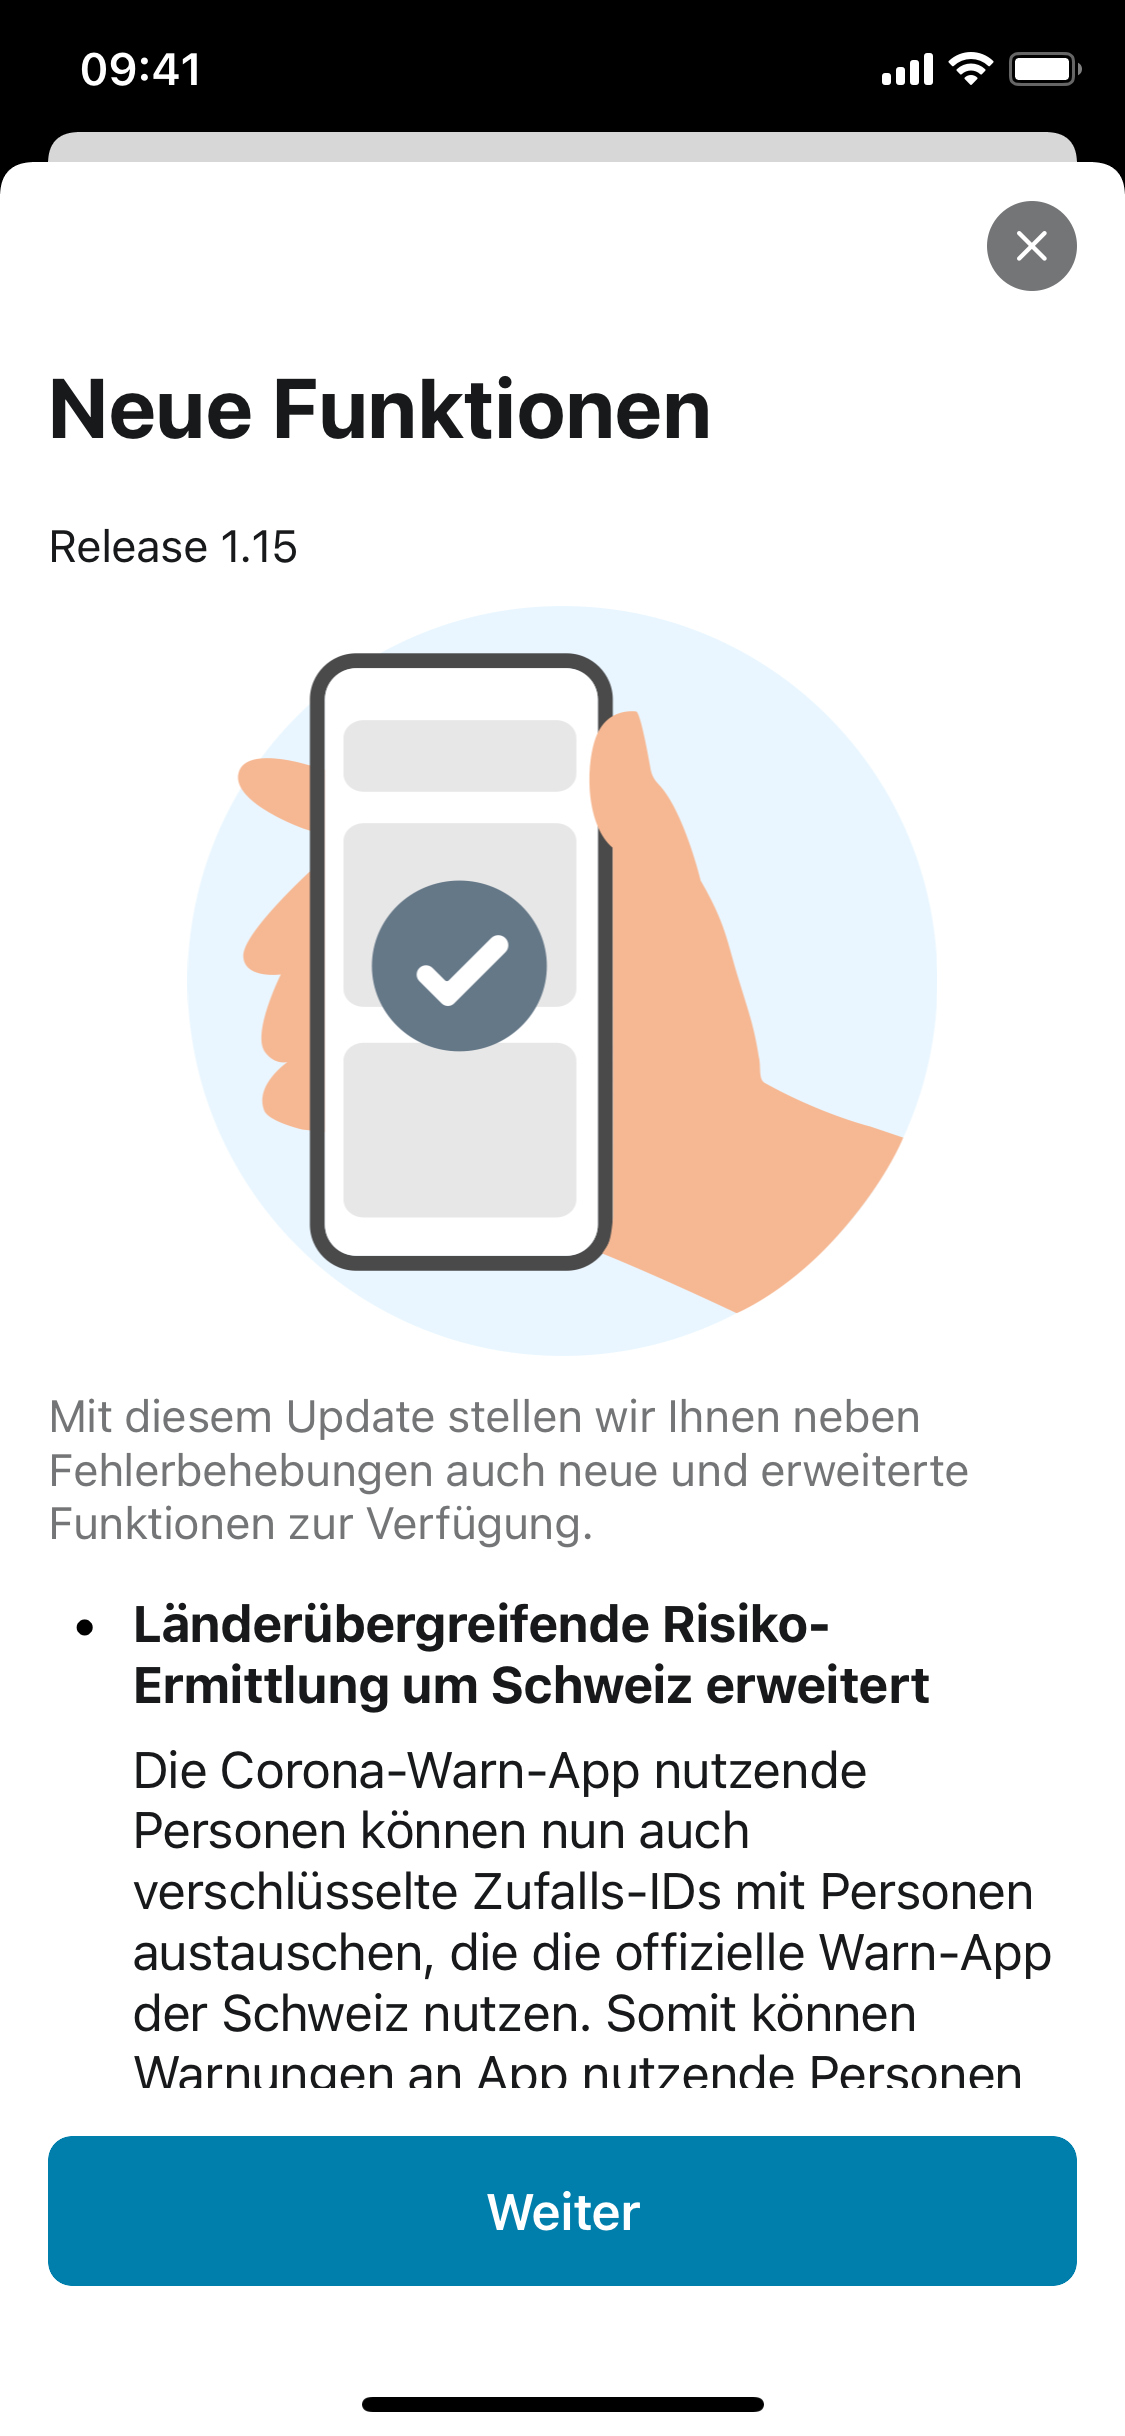 09:41
Neue Funktionen
Release 1.15
Mit diesem Update stellen wir Ihnen neben
Fehlerbehebungen auch neue und erweiterte
Funktionen zur Verfügung.
• Länderübergreifende Risiko-
Ermittlung um Schweiz erweitert
Die Corona-Warn-App nutzende
Personen können nun auch
verschlüsselte Zufalls-IDs mit Personen
austauschen, die die offizielle Warn-App
der Schweiz nutzen. Somit können
Warnungen an App nutzende Personen
Weiter